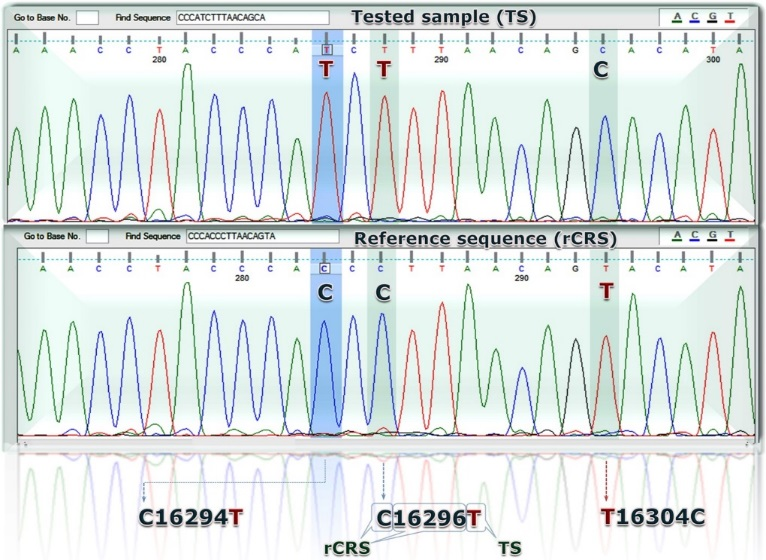 Go to Base No. Find Sequence CCCATCTTTAACAGCA Tested sample (TS) A C G T
A A A C C T A C C C A T C T T T A A C A G C A C A T A
280 290 300
T T C
Go to Base No. Find Sequence CCCACCCTTAACAGTA Reference sequence (rCRS) A C G T
A A C C T A C C C A C C C T T A A C A G T A C A T A
280 290
C C T
C16294T C16296T T16304C
rCRS TS